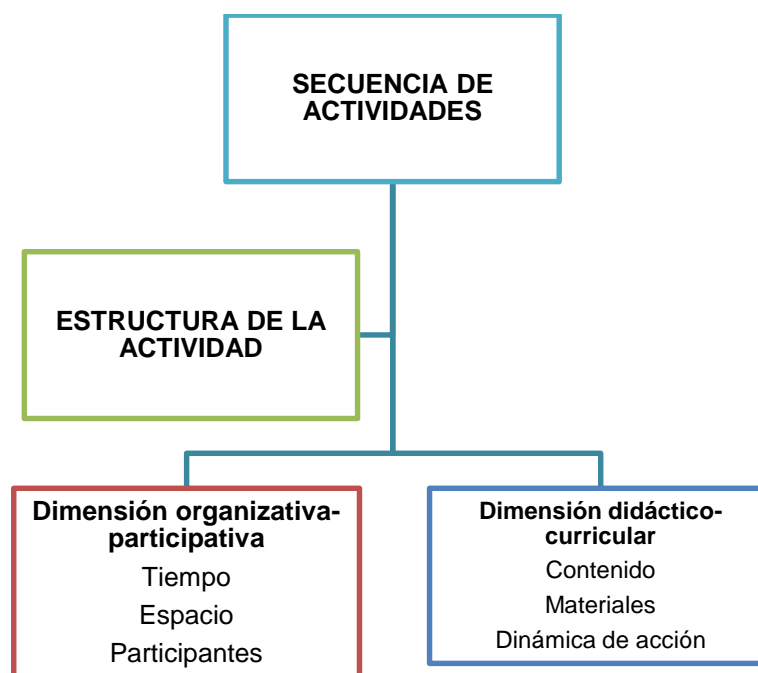 SECUENCIA DE
ACTIVIDADES
ESTRUCTURA DE LA
ACTIVIDAD
Dimensión organizativa-
participativa
Tiempo
Espacio
Participantes
Dimensión didáctico-
curricular
Contenido
Materiales
Dinámica de acción